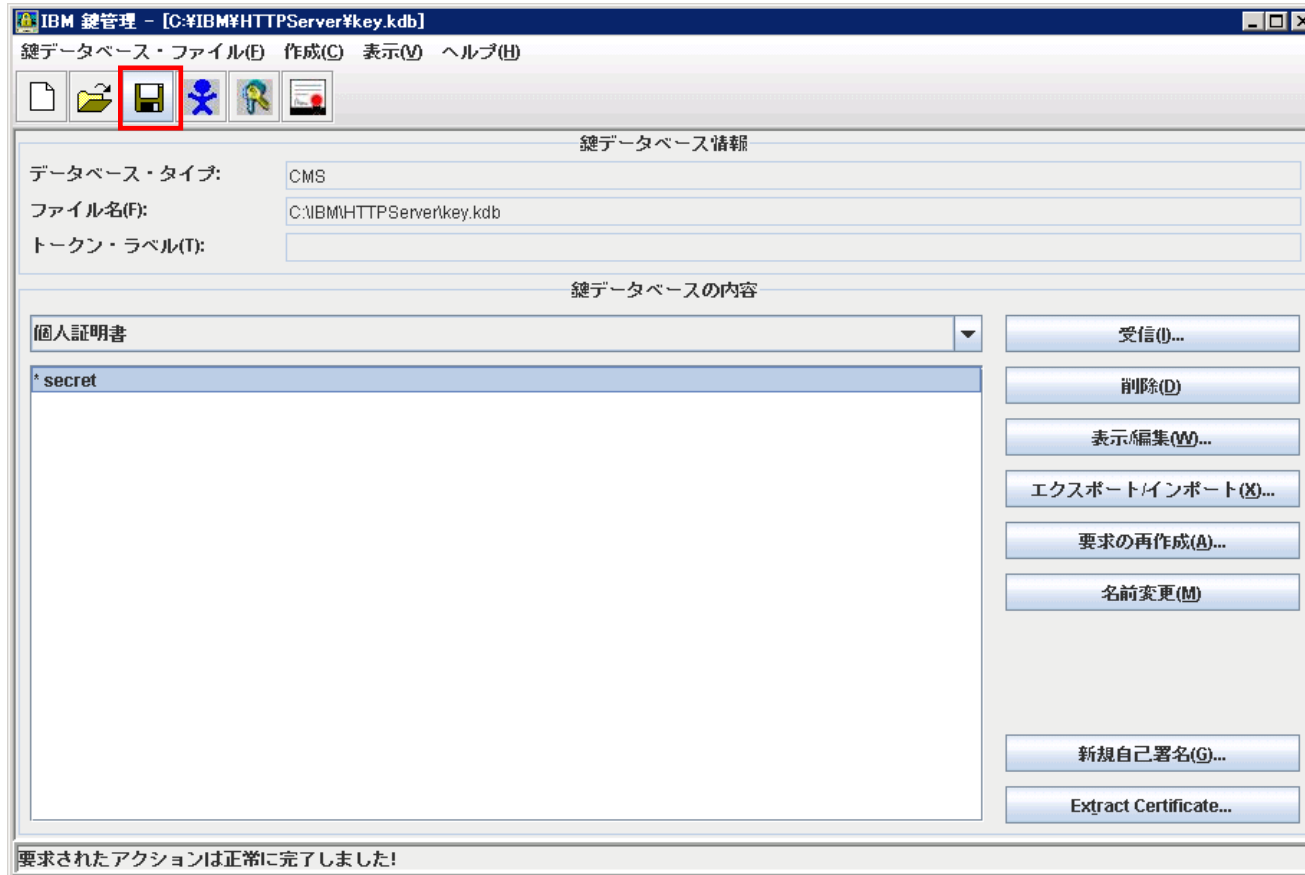 IBM 鍵管理 - [C:¥IBM¥HTTPServer¥key.kdb]
鍵データベース・ファイル(F) 作成(C) 表示(V) ヘルプ(H)
鍵データベース情報
データベース・タイプ: CMS
ファイル名(F): C:\IBM\HTTPServer\key.kdb
トークン・ラベル(T):
鍵データベースの内容
個人証明書
受信(I)...
* secret
削除(D)
表示/編集(W)...
エクスポート/インポート(X)...
要求の再作成(A)...
名前変更(M)
新規自己署名(G)...
Extract Certificate...
要求されたアクションは正常に完了しました!